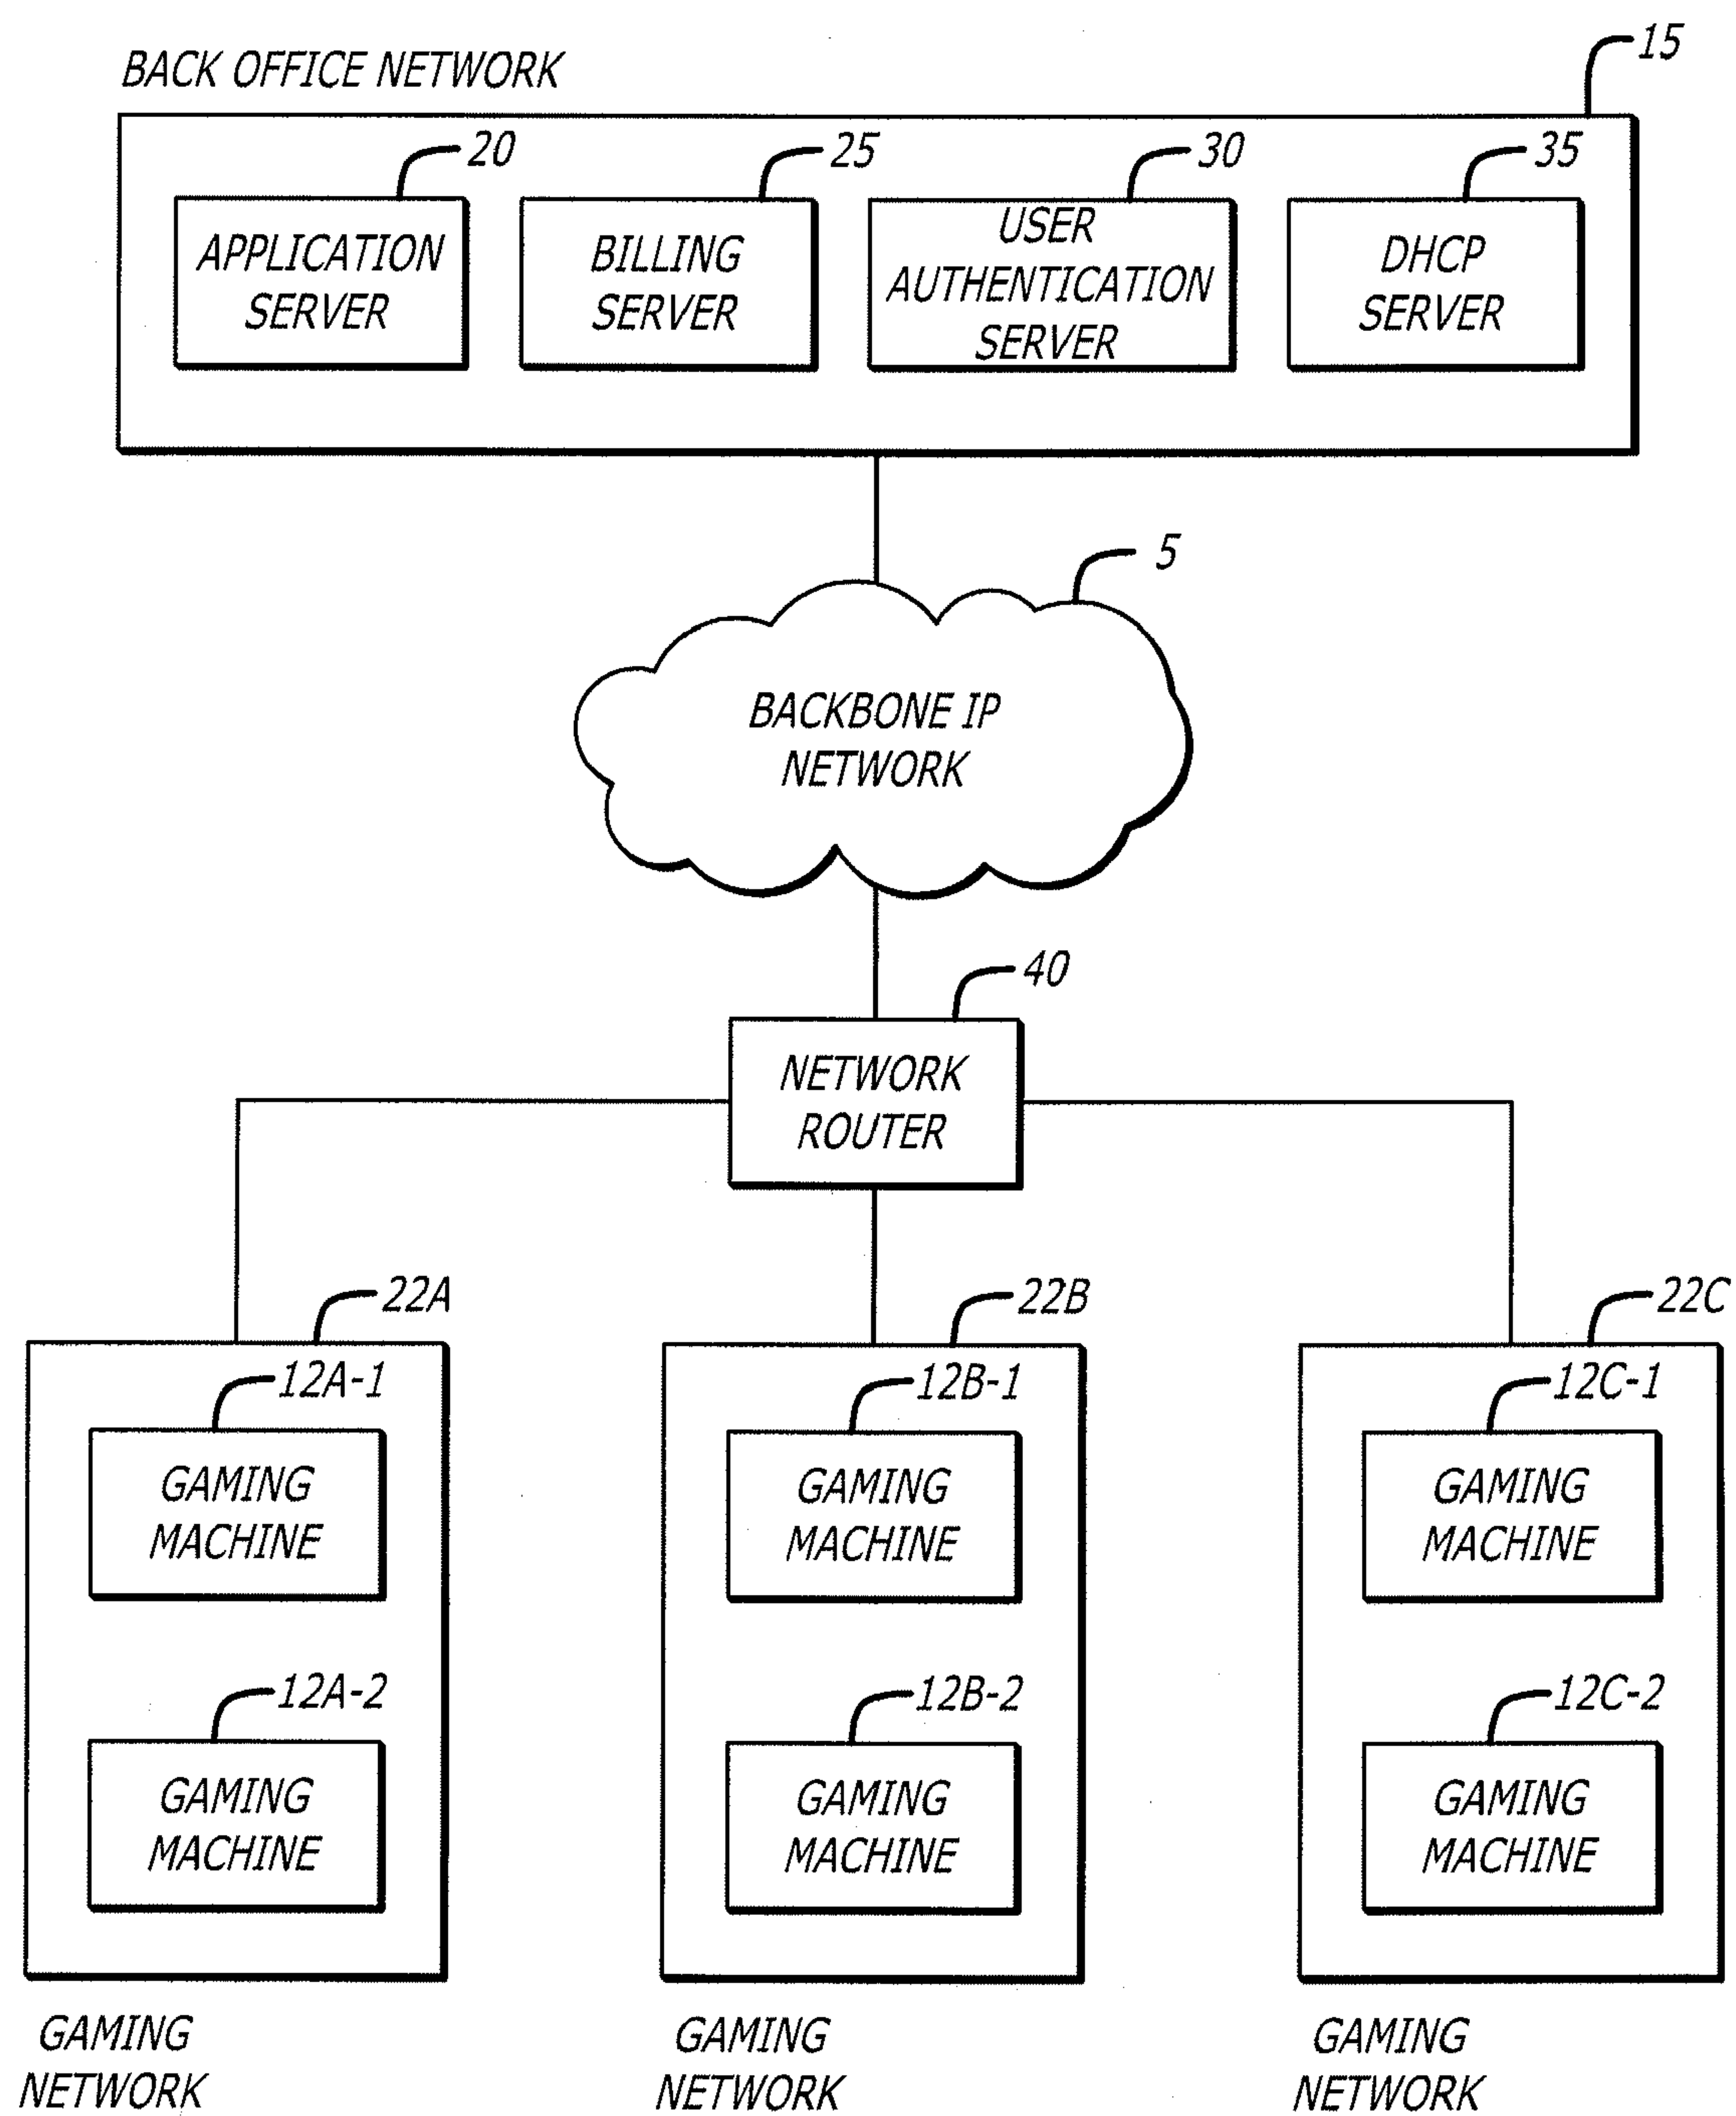 BACK OFFICE NETWORK
15
20
25
30
35
APPLICATION
SERVER
BILLING
SERVER
USER
AUTHENTICATION
SERVER
DHCP
SERVER
5
BACKBONE IP
NETWORK
40
NETWORK
ROUTER
22A
22B
22C
12A-1
GAMING
MACHINE
12A-2
GAMING
MACHINE
12B-1
GAMING
MACHINE
12B-2
GAMING
MACHINE
12C-1
GAMING
MACHINE
12C-2
GAMING
MACHINE
GAMING
NETWORK
GAMING
NETWORK
GAMING
NETWORK